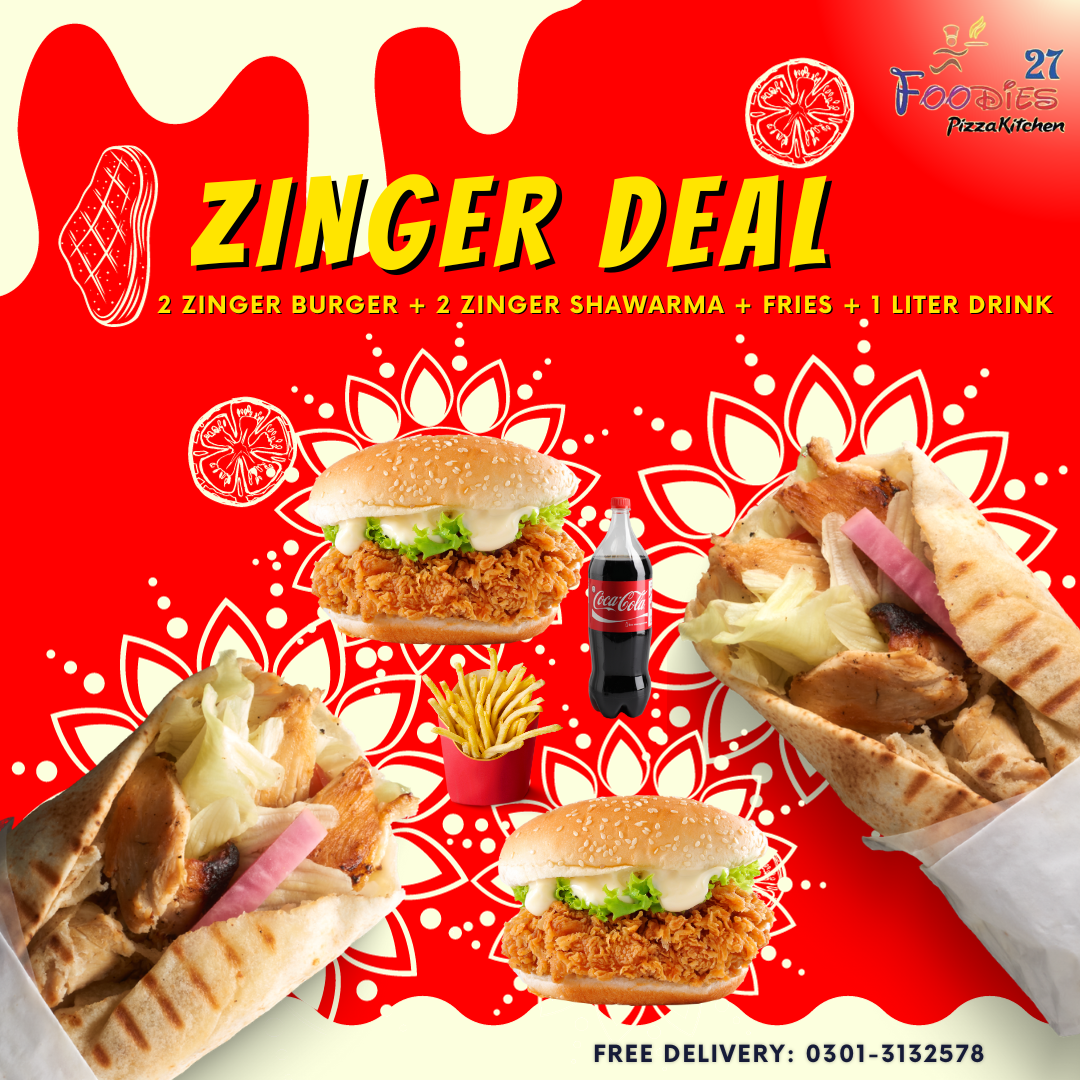 27
FOODIES
PizzaKitchen
ZINGER DEAL
2 ZINGER BURGER + 2 ZINGER SHAWARMA + FRIES + 1 LITER DRINK
Coca-Cola
FREE DELIVERY: 0301-3132578